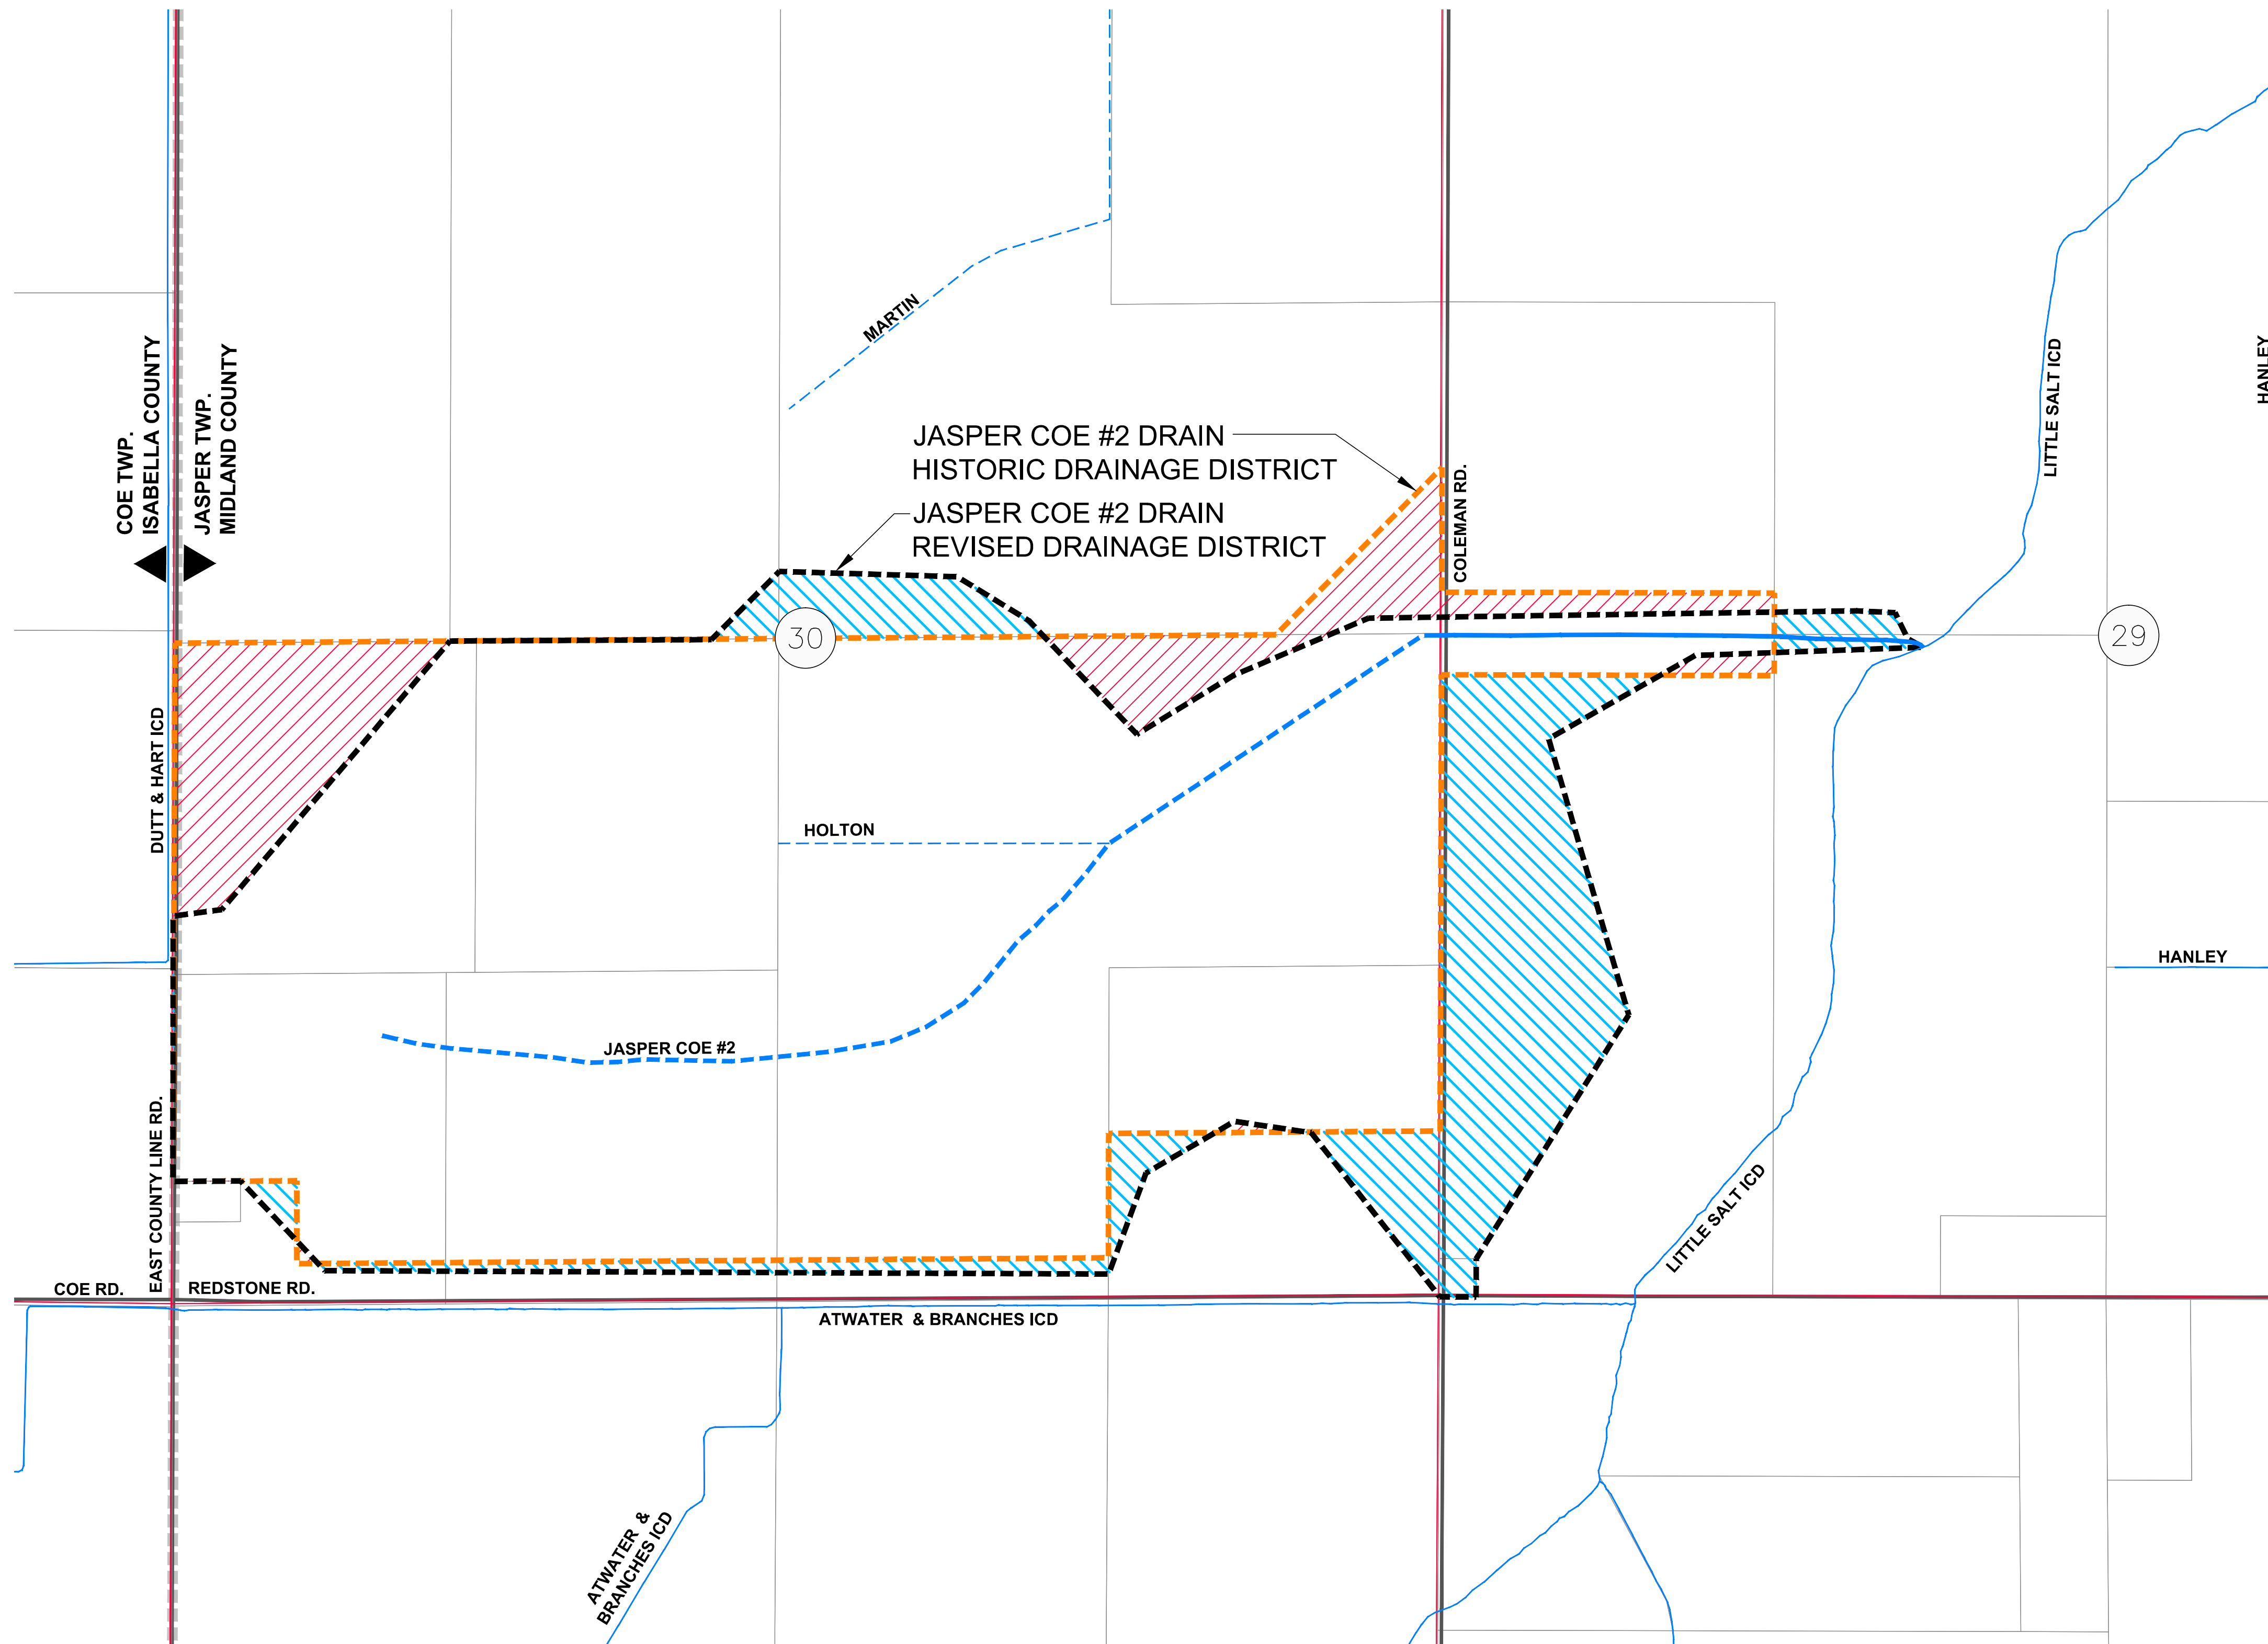 MARTIN
LITTLE SALT ICD
HANLEY
COE TWP.
ISABELLA COUNTY
JASPER TWP.
MIDLAND COUNTY
JASPER COE #2 DRAIN
HISTORIC DRAINAGE DISTRICT
JASPER COE #2 DRAIN
REVISED DRAINAGE DISTRICT
COLEMAN RD.
30
29
DUTT & HART ICD
HOLTON
HANLEY
JASPER COE #2
EAST COUNTY LINE RD.
LITTLE SALT ICD
COE RD.
REDSTONE RD.
ATWATER & BRANCHES ICD
ATWATER &
BRANCHES ICD